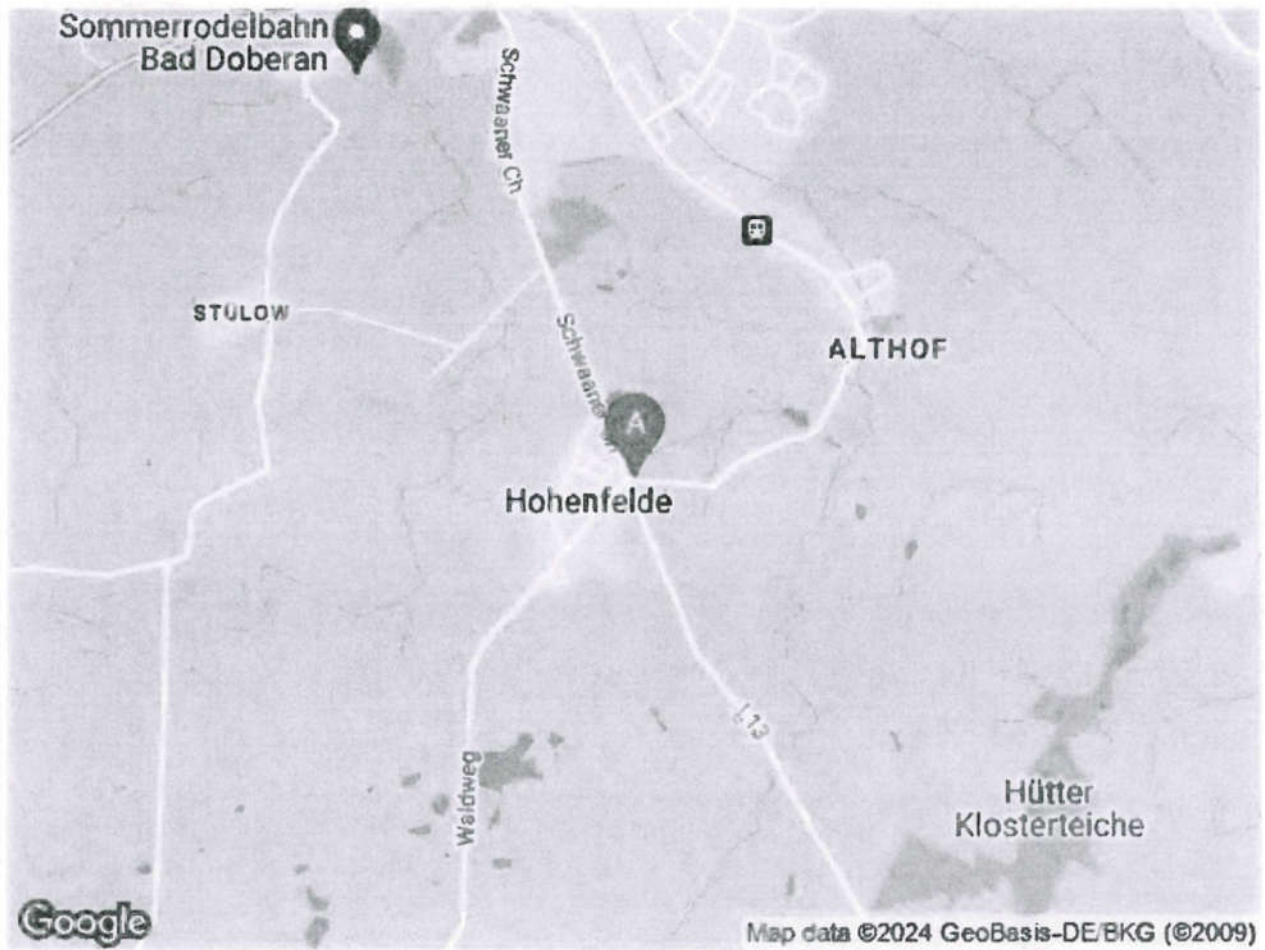 Sommerrodelbahn
Bad Doberan
Schwaaner Ch
STÜLOW
ALTHOF
A
Hohenfelde
L13
Waldweg
Hütter
Klosterteiche
Google
Map data ©2024 GeoBasis-DE/BKG (©2009)